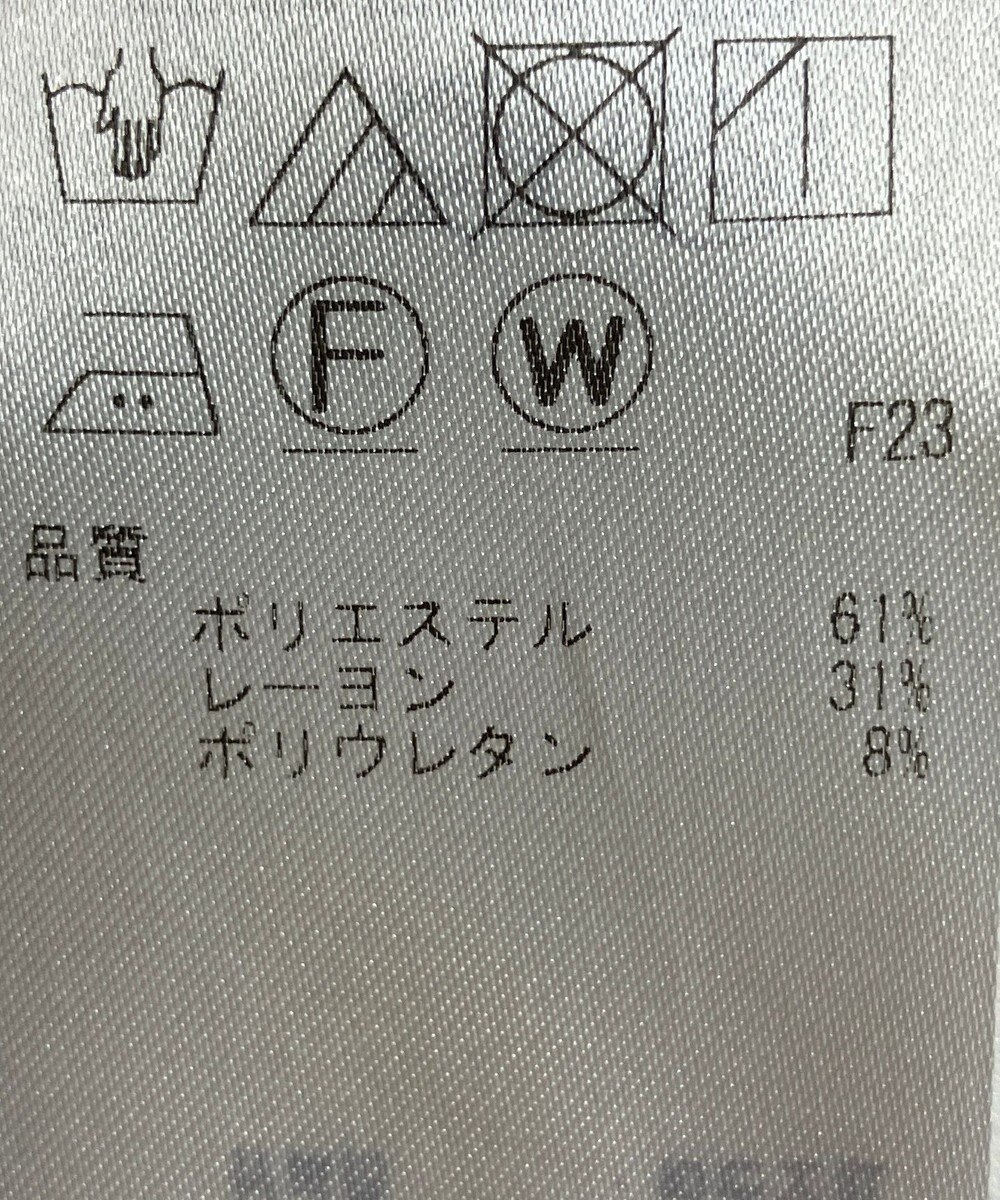 F W
F23
品質
ポリエステル 61%
レーヨン 31%
ポリウレタン 8%